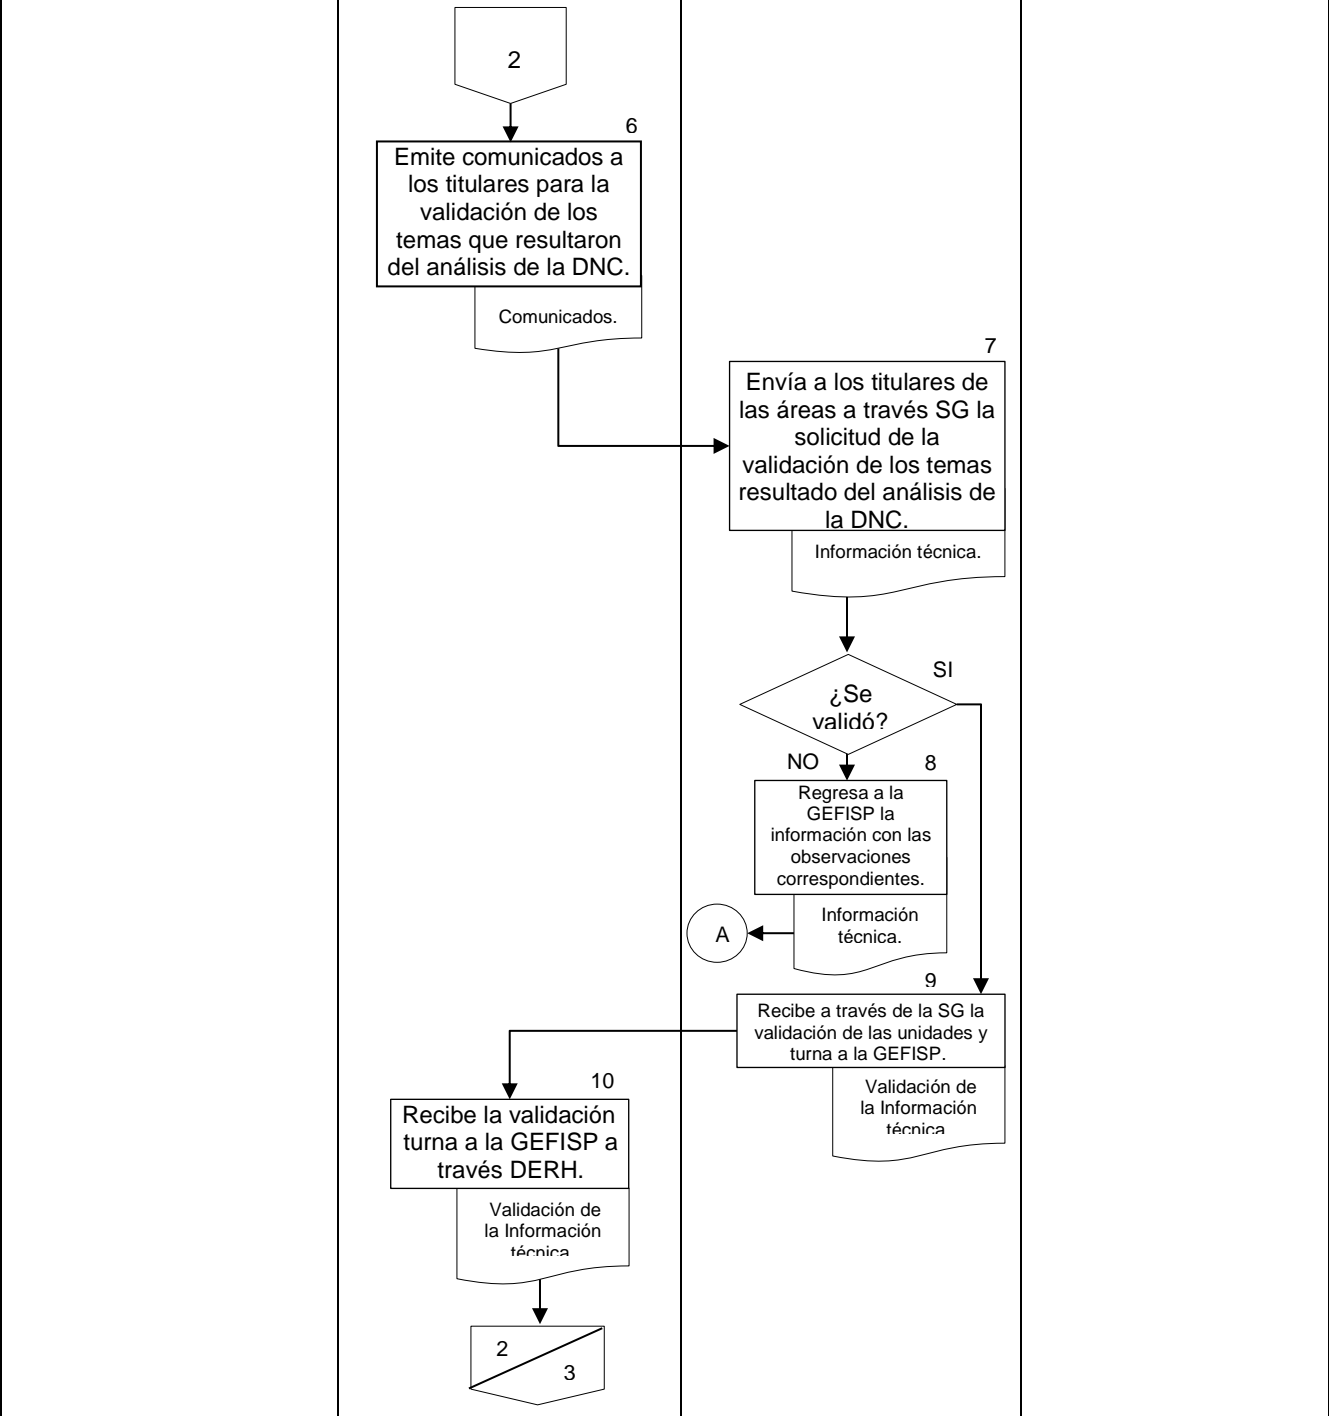 2
6
Emite comunicados a
los titulares para la
validación de los
temas que resultaron
del análisis de la DNC.
Comunicados.
7
Envía a los titulares de
las áreas a través SG la
solicitud de la
validación de los temas
resultado del análisis de
la DNC.
Información técnica.
¿Se
validó?
SI
NO
8
Regresa a la
GEFISP la
información con las
observaciones
correspondientes.
Información
técnica.
A
9
Recibe a través de la SG la
validación de las unidades y
turna a la GEFISP.
Validación de
la Información
técnica
10
Recibe la validación
turna a la GEFISP a
través DERH.
Validación de
la Información
técnica
2
3